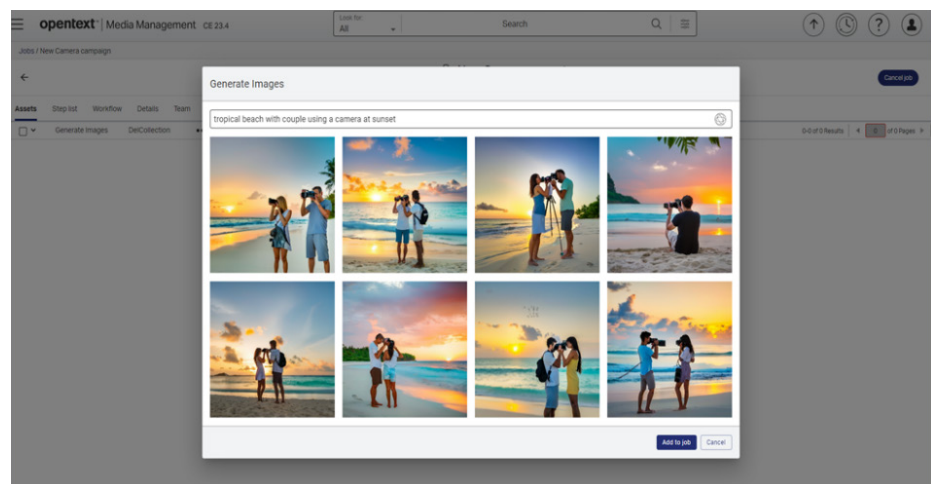 opentext™ | Media Management CE 23.4
Look for:
All
Search
Jobs / New Camera campaign
Cancel job
Assets Step list Workflow Details Team
Generate Images DelCollection
0-0 of 0 Results 0 of 0 Pages
Generate Images
tropical beach with couple using a camera at sunset
Add to job Cancel